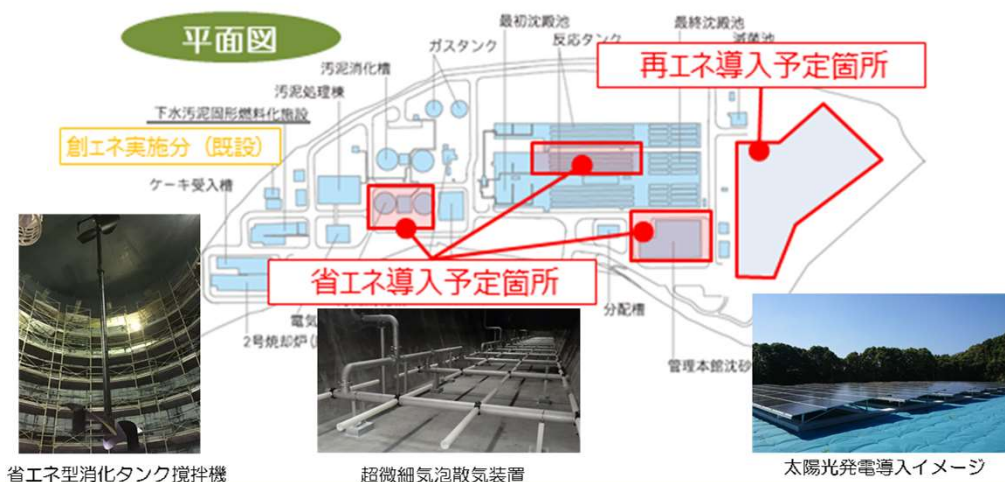 平面図
最初沈殿池
最終沈殿池
ガスタンク
反応タンク
滅菌池
汚泥消化槽
再エネ導入予定箇所
汚泥処理棟
下水汚泥固形燃料化施設
創エネ実施分（既設）
ケーキ受入槽
省エネ導入予定箇所
分配槽
電気
2号焼却炉
管理本館沈砂
省エネ型消化タンク撹拌機
超微細気泡散気装置
太陽光発電導入イメージ